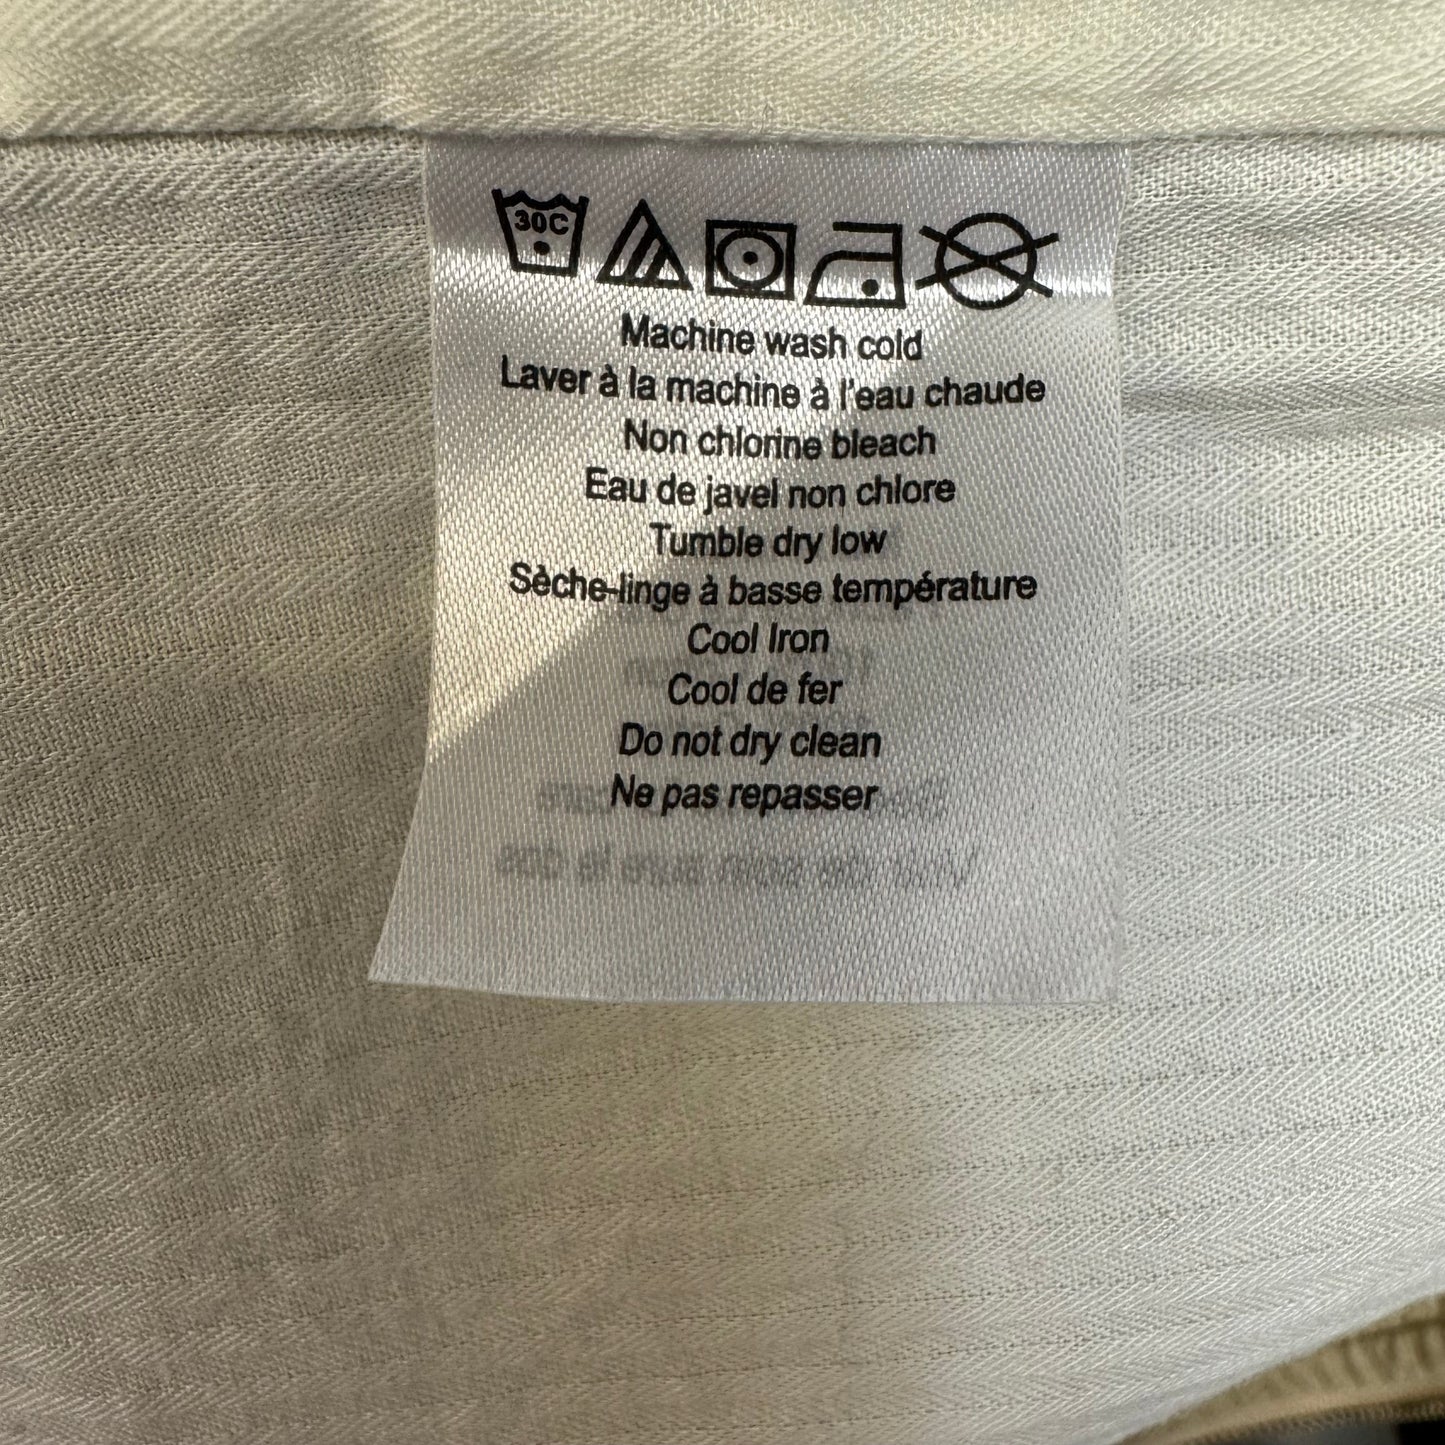 30C
Machine wash cold
Laver à la machine à l'eau chaude
Non chlorine bleach
Eau de javel non chlore
Tumble dry low
Sèche-linge à basse température
Cool Iron
Cool de fer
Do not dry clean
Ne pas repasser